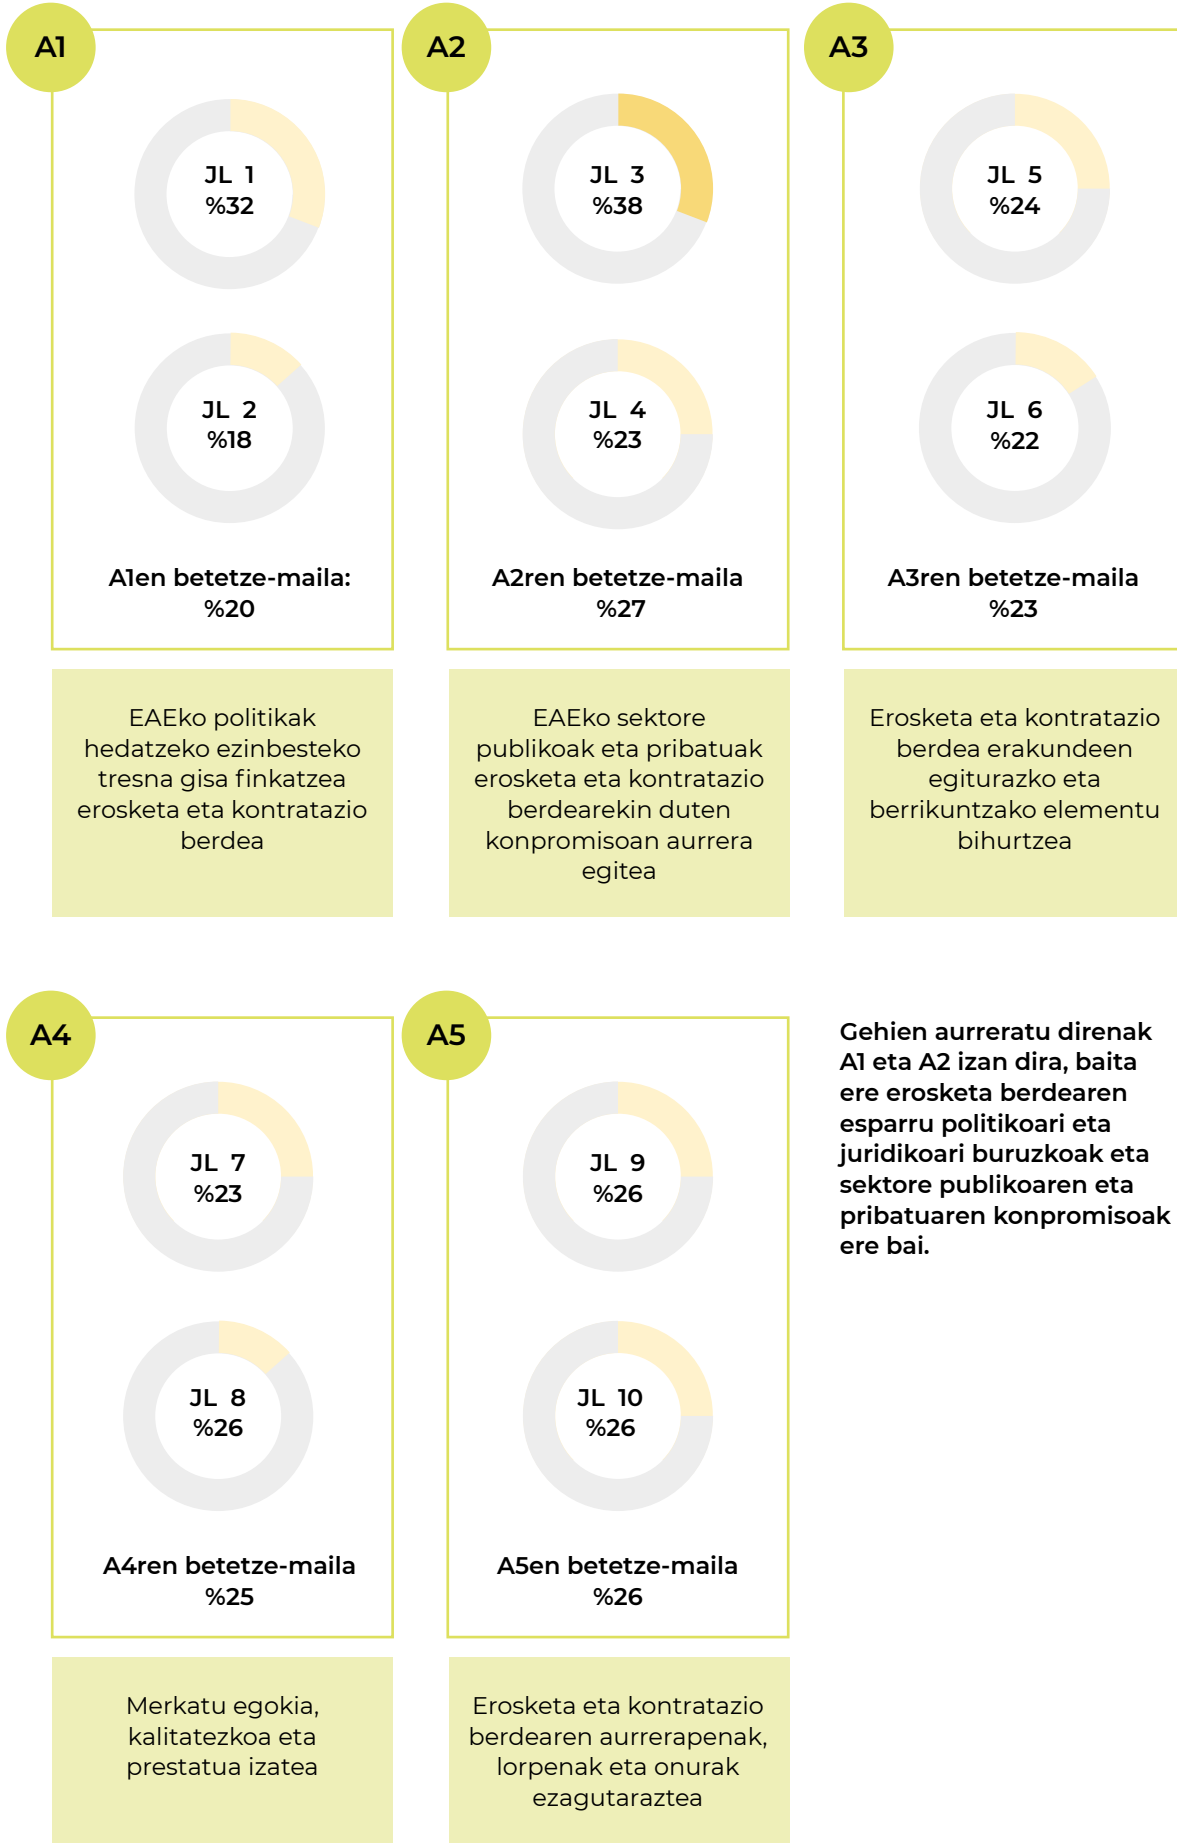 A1
JL 1
%32
JL 2
%18
A1en betetze-maila:
%20
EAEko politikak
hedatzeko ezinbesteko
tresna gisa finkatzea
erosketa eta kontratazio
berdea
A2
JL 3
%38
JL 4
%23
A2ren betetze-maila
%27
EAEko sektore
publikoak eta pribatuak
erosketa eta kontratazio
berdearekin duten
konpromisoan aurrera
egitea
A3
JL 5
%24
JL 6
%22
A3ren betetze-maila
%23
Erosketa eta kontratazio
berdea erakundeen
egiturazko eta
berrikuntzako elementu
bihurtzea
A4
JL 7
%23
JL 8
%26
A4ren betetze-maila
%25
Merkatu egokia,
kalitatezkoa eta
prestatua izatea
A5
JL 9
%26
JL 10
%26
A5en betetze-maila
%26
Erosketa eta kontratazio
berdearen aurrerapenak,
lorpenak eta onurak
ezagutaraztea
Gehien aurreratu direnak
A1 eta A2 izan dira, baita
ere erosketa berdearen
esparru politikoari eta
juridikoari buruzkoak eta
sektore publikoaren eta
pribatuaren konpromisoak
ere bai.